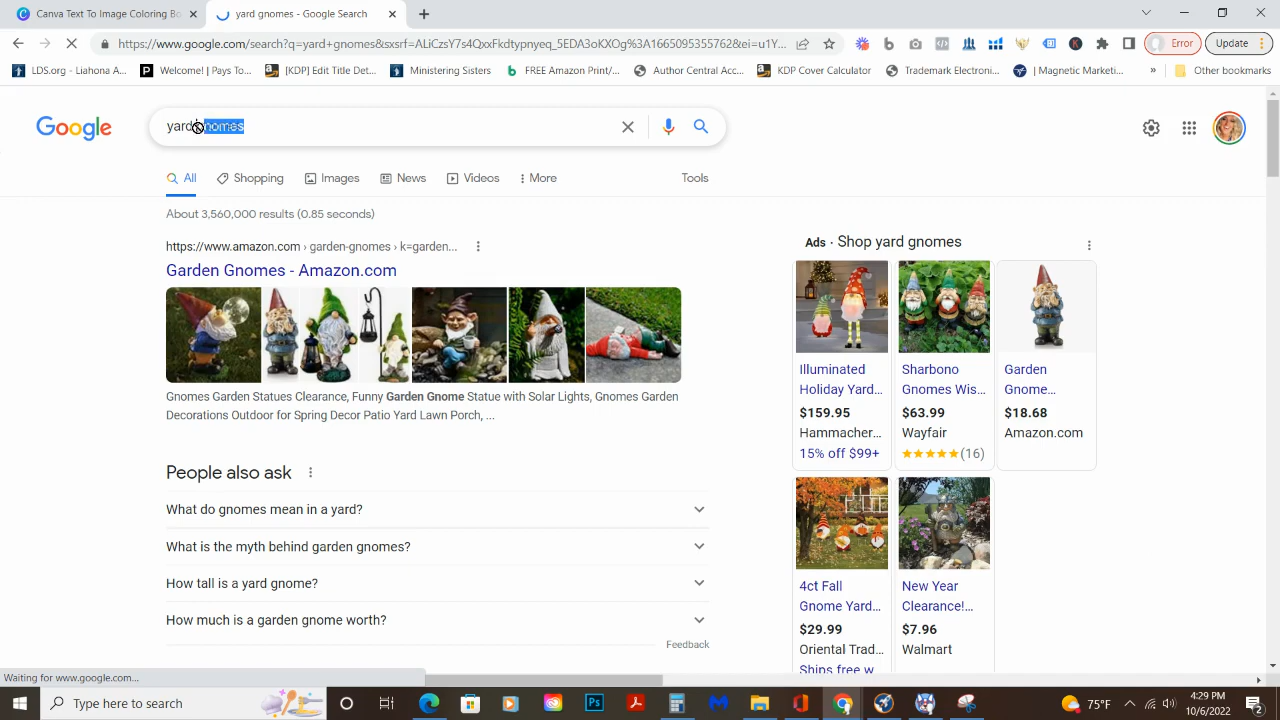 Canva Text To Image Coloring Bo
yard gnomes - Google Search
https://www.google.com/search?q=yard+gnomes&sxsrf=ALiCzsY7sAQoxFkdtypnyeq_5DA3oKXOg%3A1665095355762&ei=u1Y...
Error
Update
LDS.org - Liahona A...
Welcome! | Pays To...
[KDP] Edit Title Det...
Ministering Sisters
FREE Amazon Print/...
Author Central Acc...
KDP Cover Calculator
Trademark Electroni...
| Magnetic Marketi...
»
Other bookmarks
Google
yard gnomes
All
Shopping
Images
News
Videos
More
Tools
About 3,560,000 results (0.85 seconds)
https://www.amazon.com › garden-gnomes › k=garden...
Garden Gnomes - Amazon.com
Gnomes Garden Statues Clearance, Funny Garden Gnome Statue with Solar Lights, Gnomes Garden
Decorations Outdoor for Spring Decor Patio Yard Lawn Porch, ...
People also ask
What do gnomes mean in a yard?
What is the myth behind garden gnomes?
How tall is a yard gnome?
How much is a garden gnome worth?
Feedback
Ads · Shop yard gnomes
Illuminated
Holiday Yard...
$159.95
Hammacher...
15% off $99+
Sharbono
Gnomes Wis...
$63.99
Wayfair
(16)
Garden
Gnome...
$18.68
Amazon.com
4ct Fall
Gnome Yard...
$29.99
Oriental Trad...
Ships free w
New Year
Clearance!...
$7.96
Walmart
Waiting for www.google.com...
Type here to search
75°F
4:29 PM
10/6/2022
2